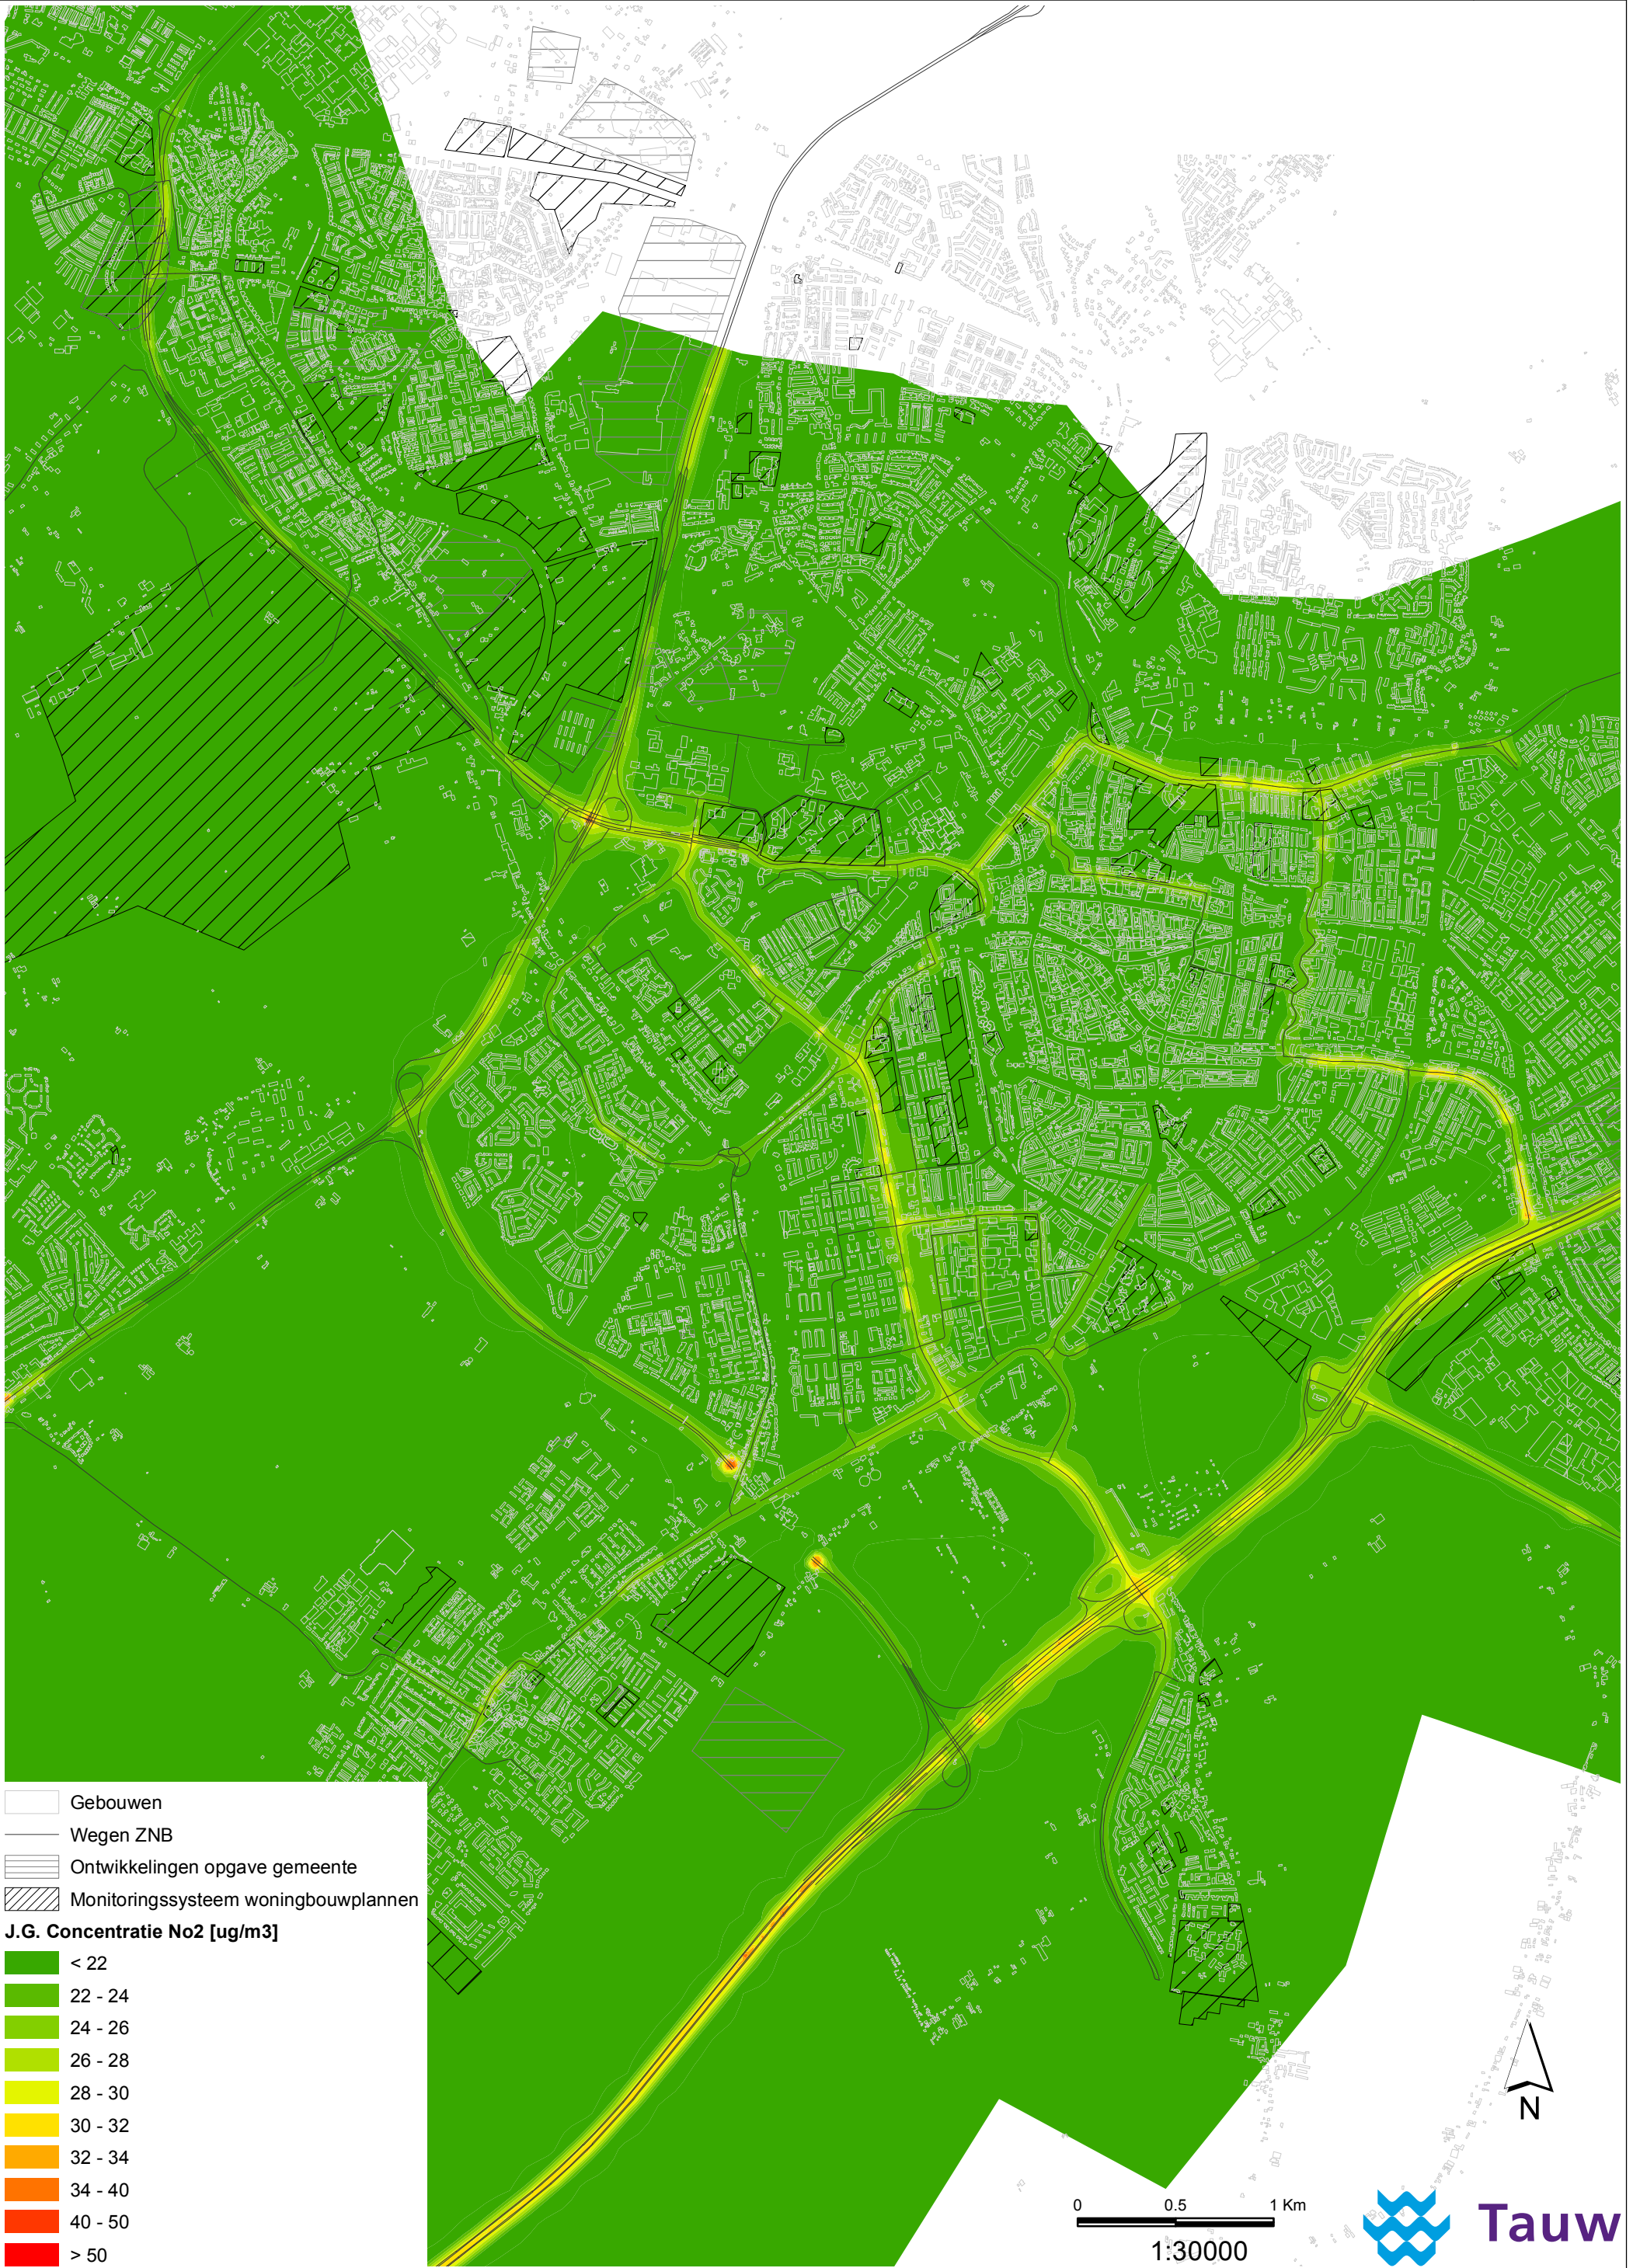 Gebouwen
Wegen ZNB
Ontwikkelingen opgave gemeente
Monitoringssysteem woningbouwplannen
J.G. Concentratie No2 [ug/m3]
< 22
22 - 24
24 - 26
26 - 28
28 - 30
30 - 32
32 - 34
34 - 40
40 - 50
> 50
N
0 0.5 1 Km
1:30000
Tauw